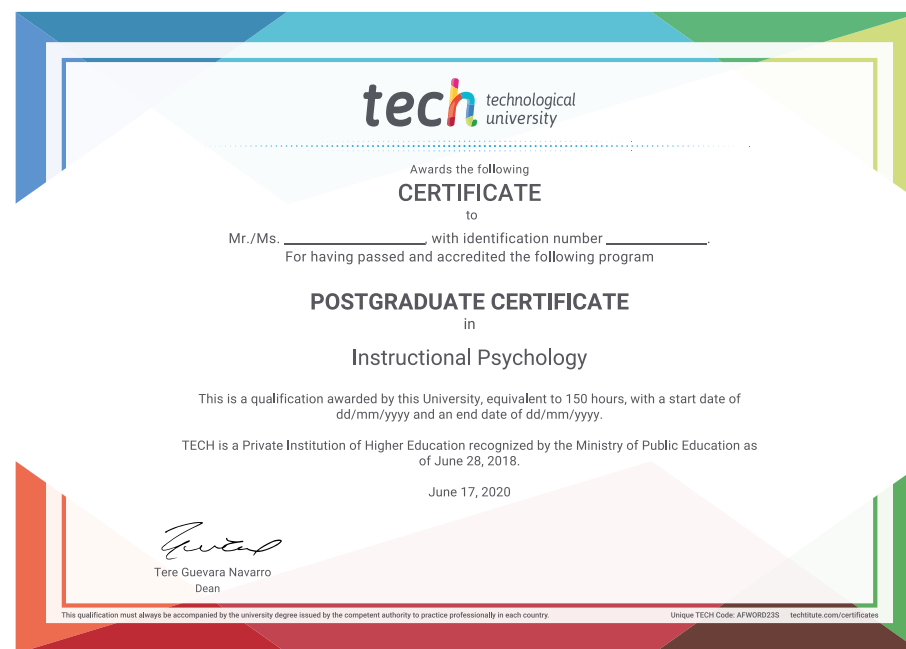 tech technological
university
Awards the following
CERTIFICATE
to
Mr./Ms. ____________________, with identification number ______________.
For having passed and accredited the following program
POSTGRADUATE CERTIFICATE
in
Instructional Psychology
This is a qualification awarded by this University, equivalent to 150 hours, with a start date of
dd/mm/yyyy and an end date of dd/mm/yyyy.
TECH is a Private Institution of Higher Education recognized by the Ministry of Public Education as
of June 28, 2018.
June 17, 2020
Tere Guevara Navarro
Dean
This qualification must always be accompanied by the university degree issued by the competent authority to practice professionally in each country. Unique TECH Code: AFWORD23S techtitute.com/certificates